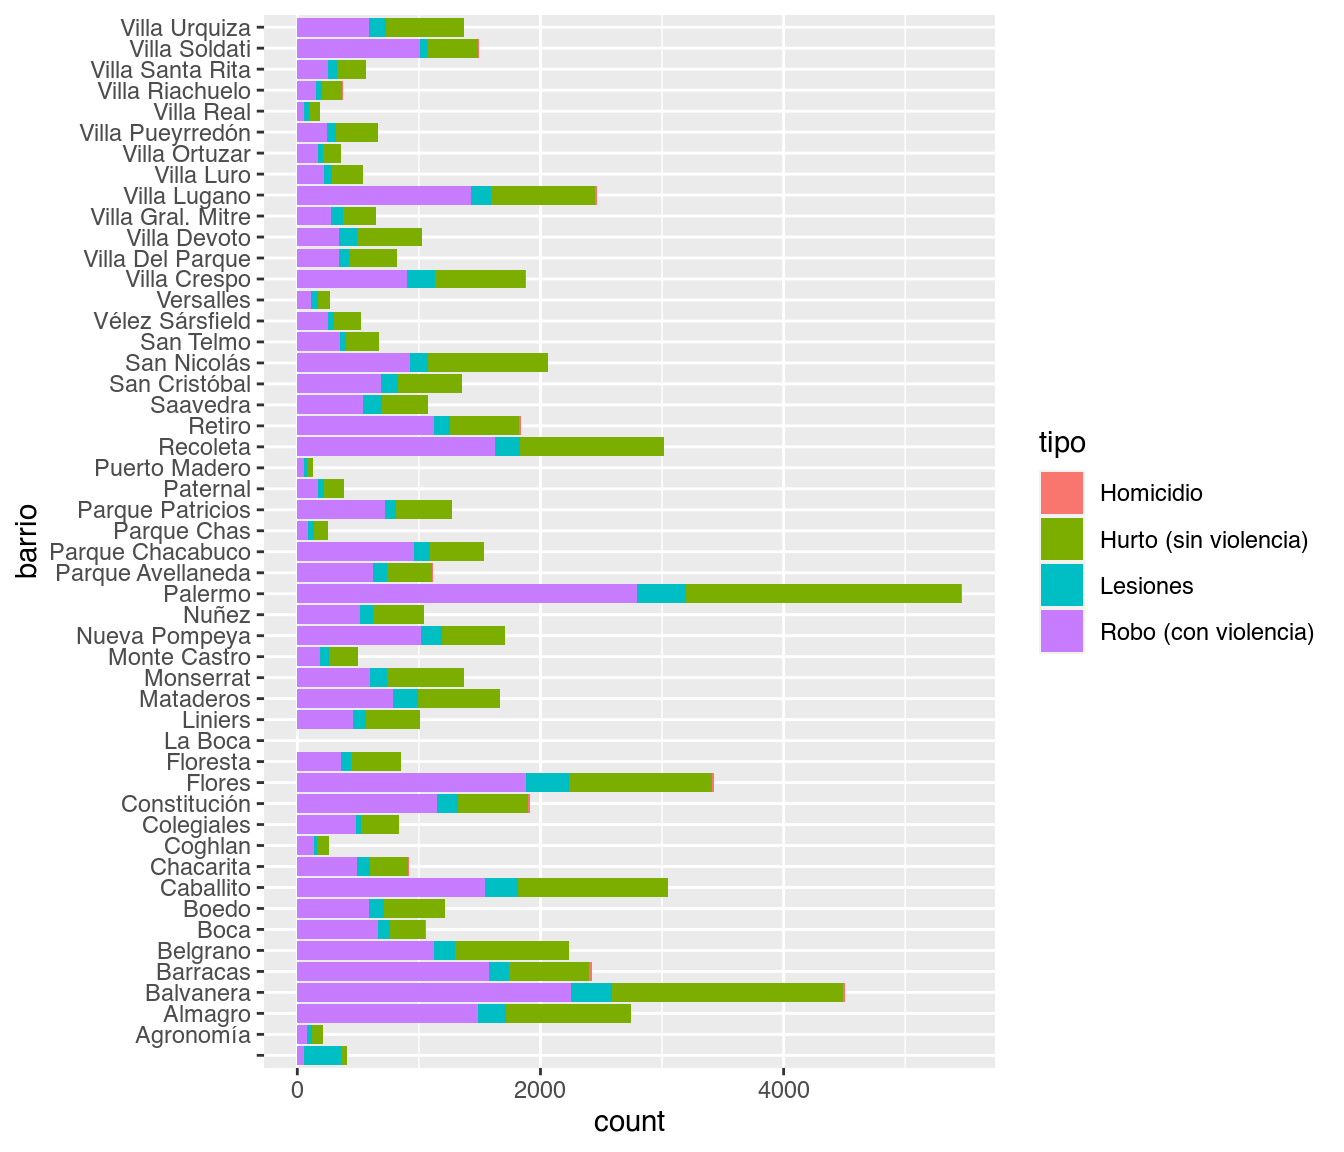 Villa Urquiza
Villa Soldati
Villa Santa Rita
Villa Riachuelo
Villa Real
Villa Pueyrredón
Villa Ortuzar
Villa Luro
Villa Lugano
Villa Gral. Mitre
Villa Devoto
Villa Del Parque
Villa Crespo
Versalles
Vélez Sársfield
San Telmo
San Nicolás
San Cristóbal
Saavedra
Retiro
Recoleta
Puerto Madero
Paternal
Parque Patricios
Parque Chas
Parque Chacabuco
Parque Avellaneda
Palermo
Nuñez
Nueva Pompeya
Monte Castro
Monserrat
Mataderos
Liniers
La Boca
Floresta
Flores
Constitución
Colegiales
Coghlan
Chacarita
Caballito
Boedo
Boca
Belgrano
Barracas
Balvanera
Almagro
Agronomía
barrio
0 2000 4000
count
tipo
Homicidio
Hurto (sin violencia)
Lesiones
Robo (con violencia)